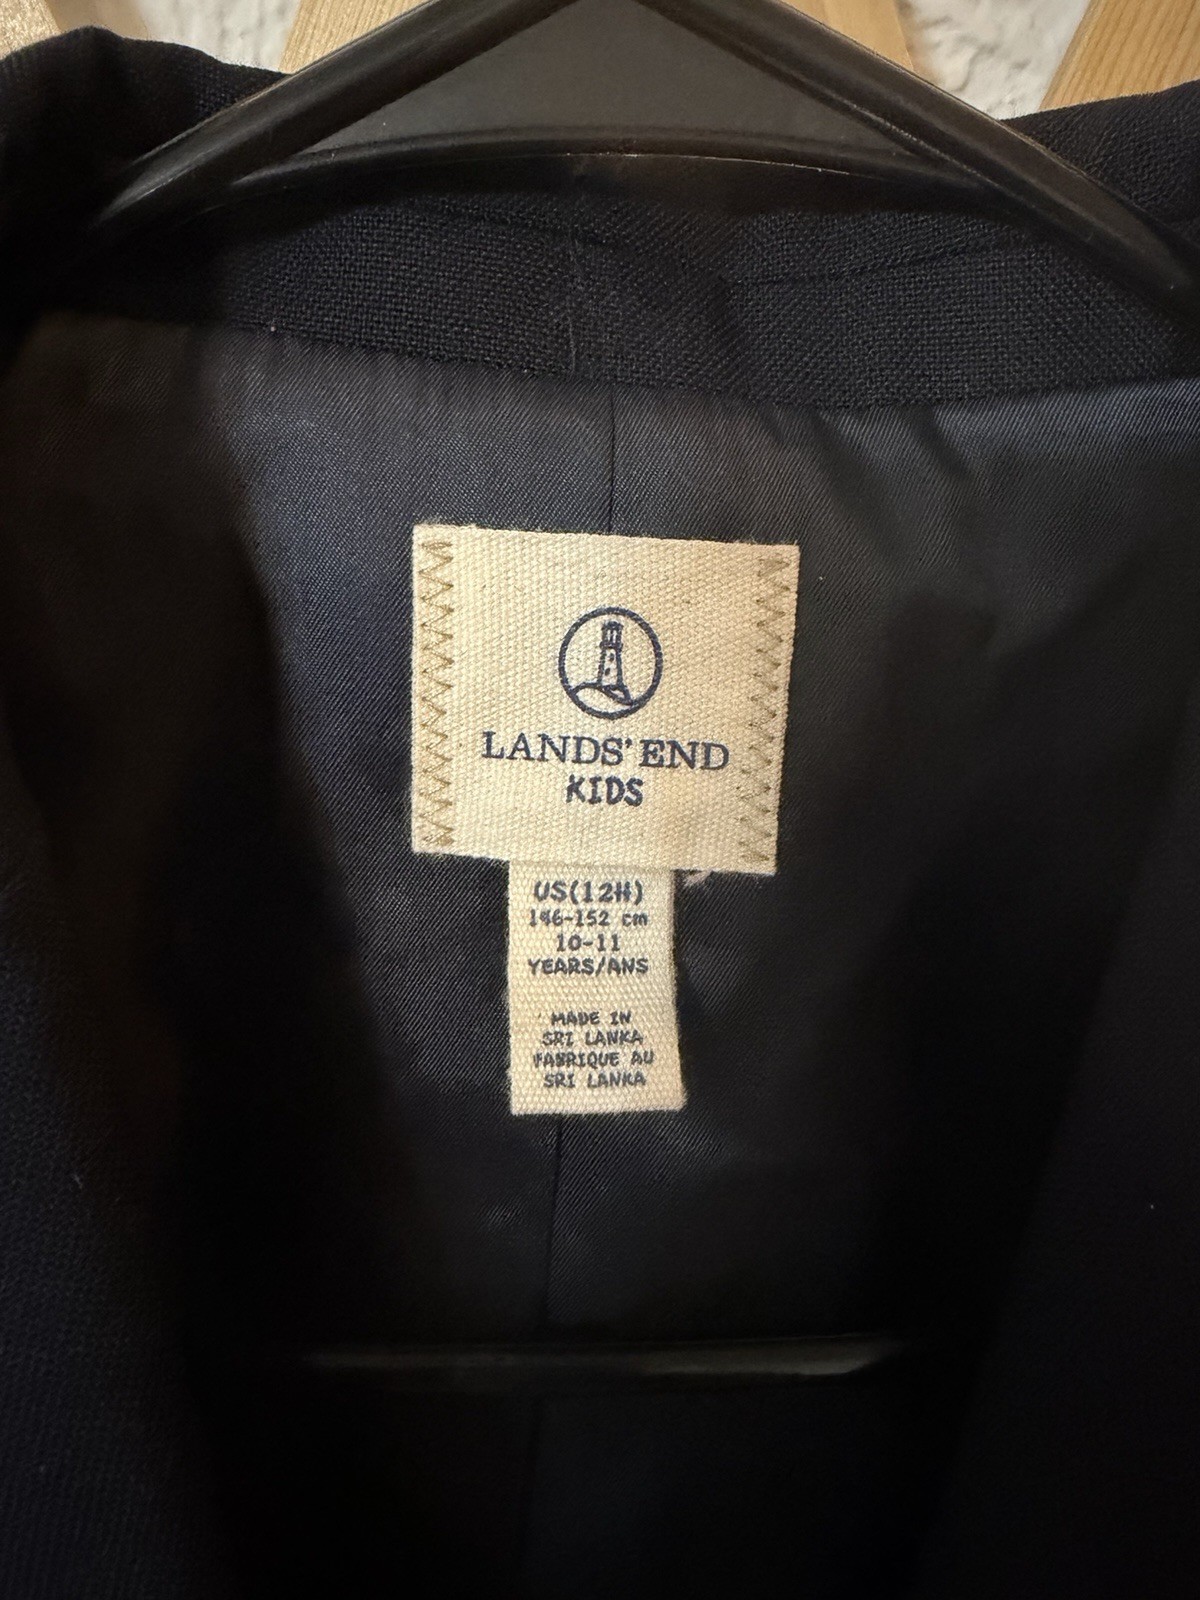 LANDS' END
KIDS
US(12H)
146-152 cm
10-11
YEARS/ANS
MADE IN
SRI LANKA
FABRIQUE AU
SRI LANKA